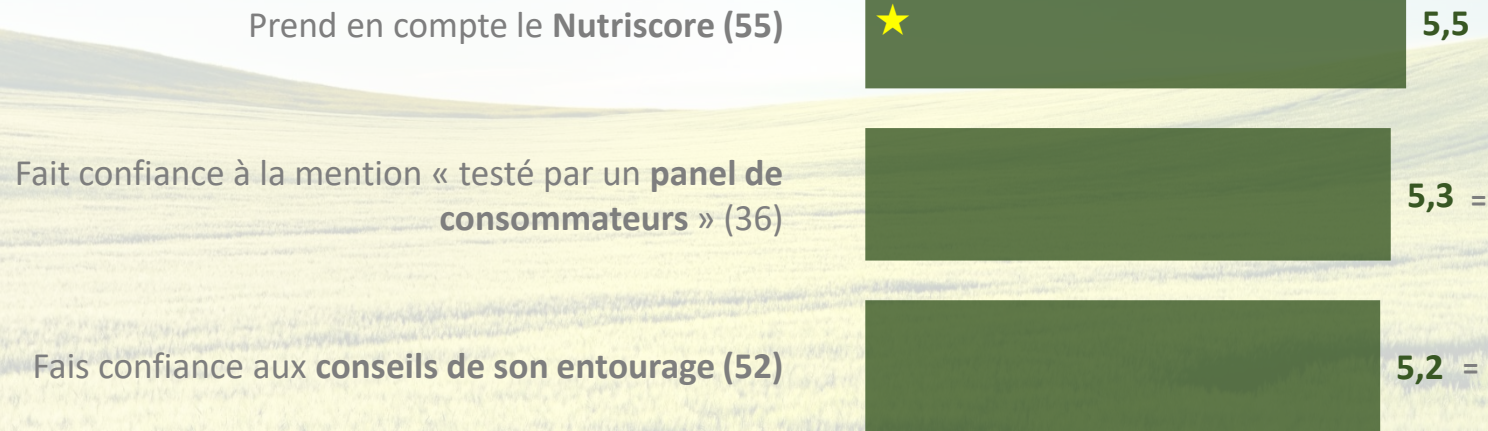 Prend en compte le Nutriscore (55)
5,5
Fait confiance à la mention « testé par un panel de
consommateurs » (36)
5,3 =
Fais confiance aux conseils de son entourage (52)
5,2 =